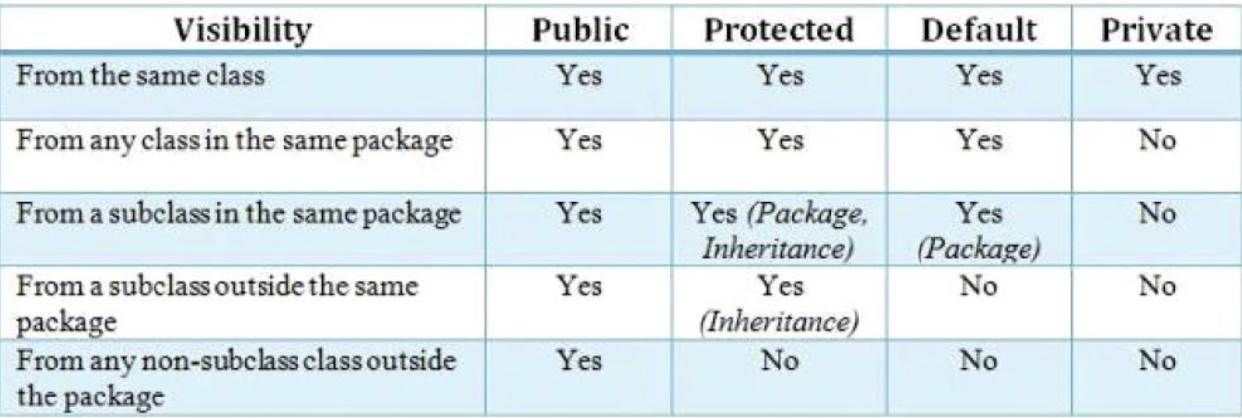 Visibility Public Protected Default Private
From the same class Yes Yes Yes Yes
From any class in the same package Yes Yes Yes No
From a subclass in the same package Yes Yes (Package, Yes No
Inheritance) (Package)
From a subclass outside the same Yes Yes No No
package (Inheritance)
From any non-subclass class outside Yes No No No
the package